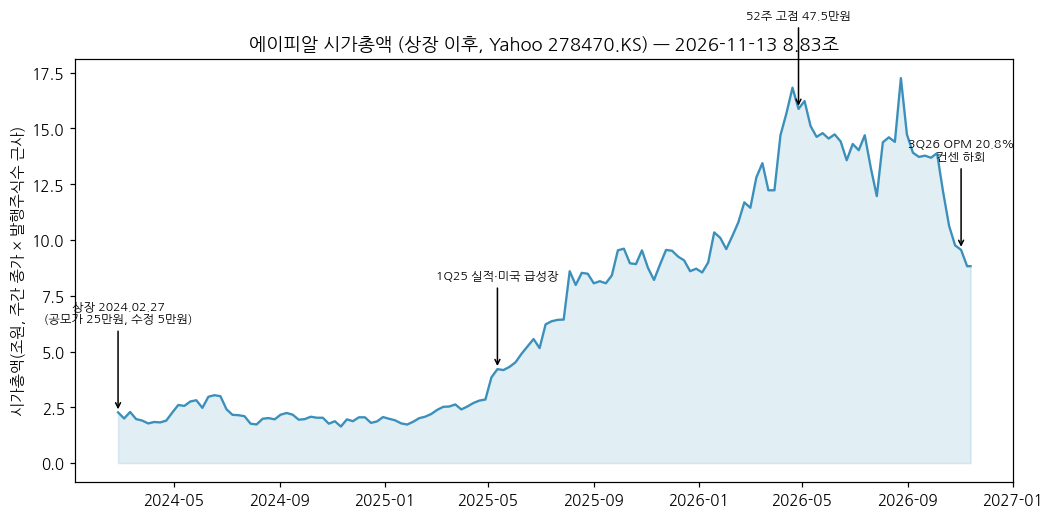 52주 고점 47.5만원
에이피알 시가총액 (상장 이후, Yahoo 278470.KS) — 2026-11-13 8.83조
시가총액(조원, 주간 종가 × 발행주식수 근사)
17.5
15.0
12.5
10.0
7.5
5.0
2.5
0.0
3Q26 OPM 20.8%
컨센 하회
1Q25 실적·미국 급성장
상장 2024.02.27
(공모가 25만원, 수정 5만원)
2024-05
2024-09
2025-01
2025-05
2025-09
2026-01
2026-05
2026-09
2027-01